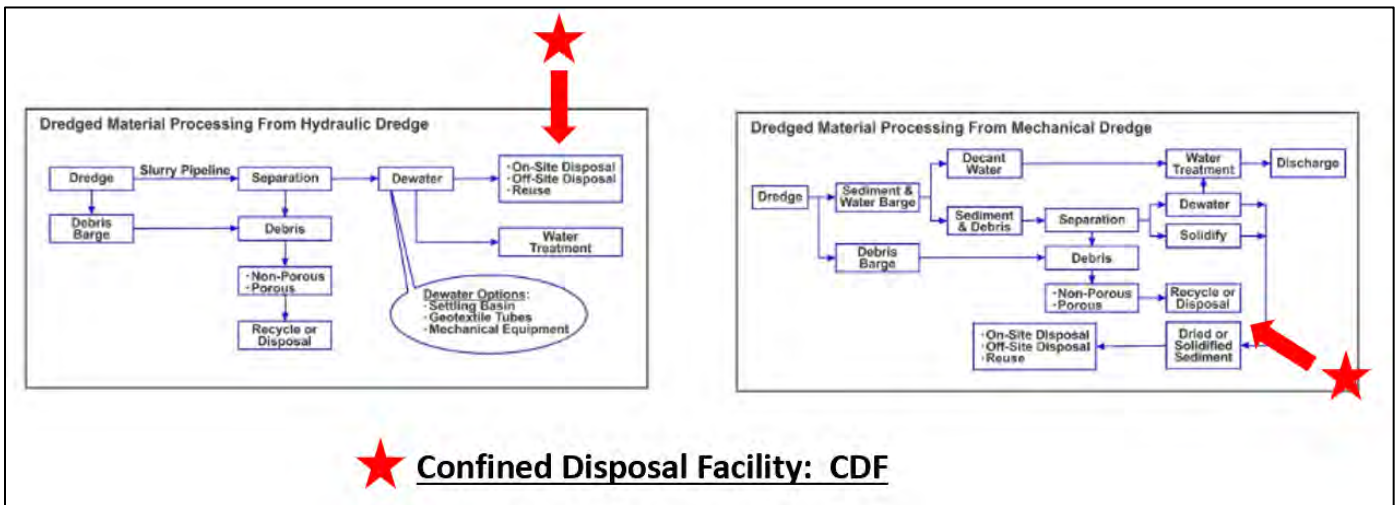 Dredged Material Processing From Hydraulic Dredge
Dredge
Slurry Pipeline
Separation
Dewater
·On-Site Disposal
·Off-Site Disposal
·Reuse
Debris
Barge
Debris
Water
Treatment
·Non-Porous
·Porous
Dewater Options:
·Settling Basin
·Geotextile Tubes
·Mechanical Equipment
Recycle or
Disposal
Dredged Material Processing From Mechanical Dredge
Decant
Water
Water
Treatment
Discharge
Dredge
Sediment &
Water Barge
Sediment
& Debris
Separation
Dewater
Solidify
Debris
Barge
Debris
·Non-Porous
·Porous
Recycle or
Disposal
·On-Site Disposal
·Off-Site Disposal
·Reuse
Dried or
Solidified
Sediment
Confined Disposal Facility: CDF